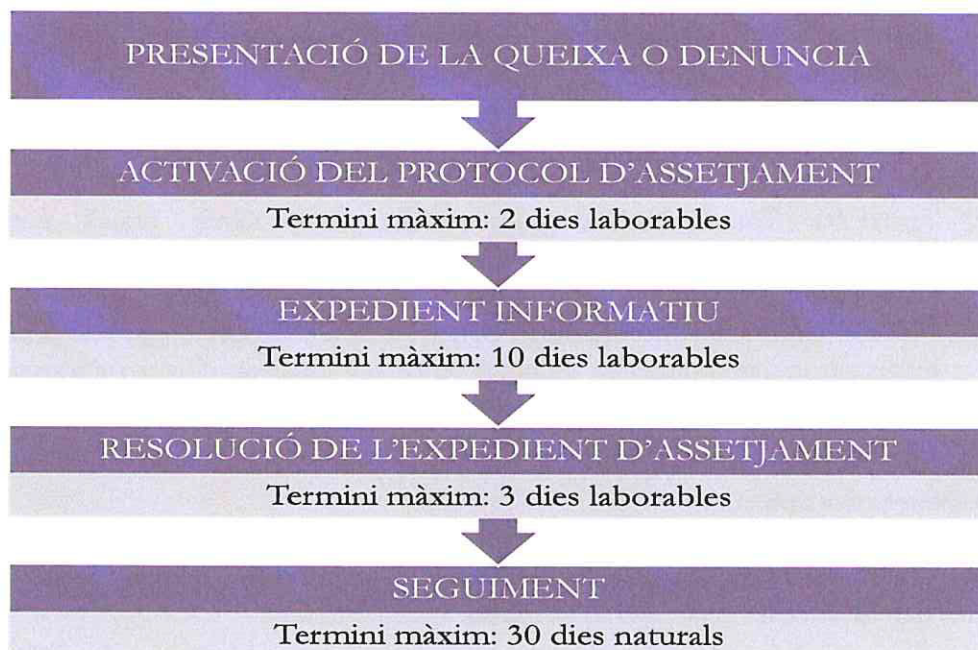 PRESENTACIÓ DE LA QUEIXA O DENUNCIA
ACTIVACIÓ DEL PROTOCOL D'ASSETJAMENT
Termini màxim: 2 dies laborables
EXPEDIENT INFORMATIU
Termini màxim: 10 dies laborables
RESOLUCIÓ DE L'EXPEDIENT D'ASSETJAMENT
Termini màxim: 3 dies laborables
SEGUIMENT
Termini màxim: 30 dies naturals